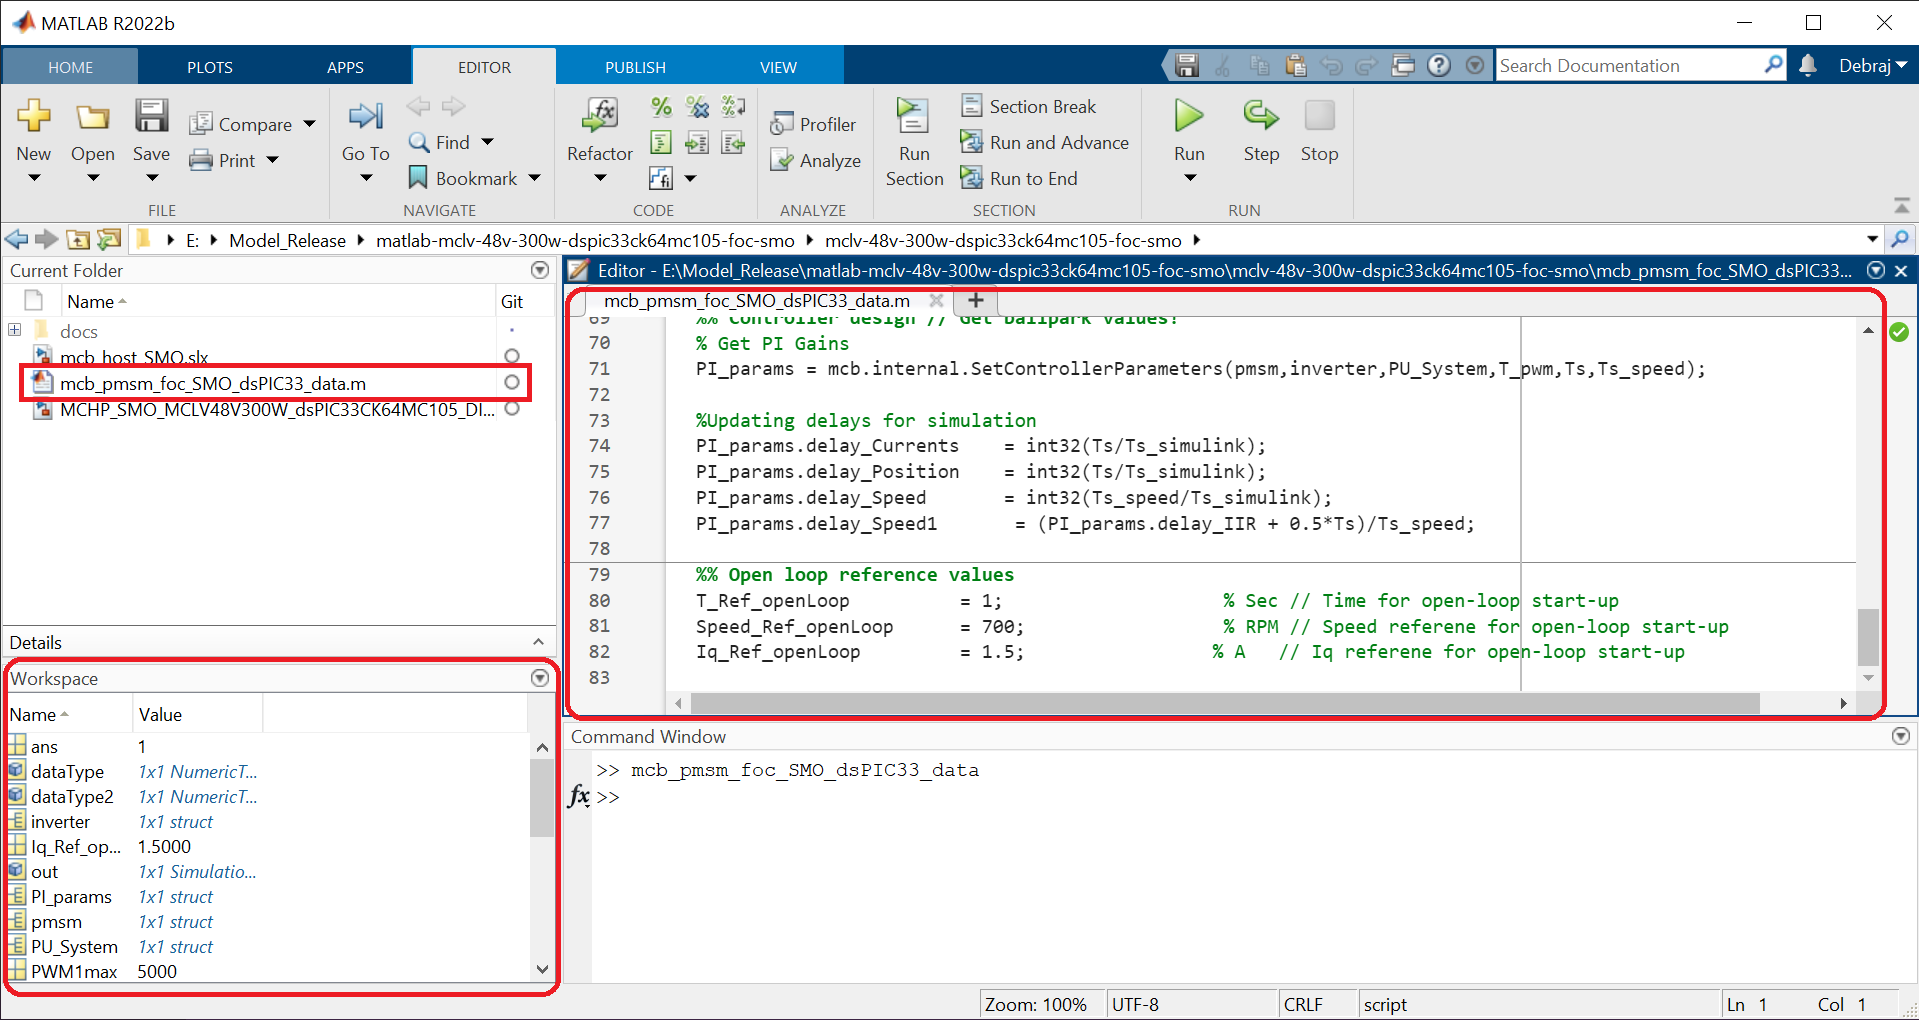 MATLAB R2022b
HOME PLOTS APPS EDITOR PUBLISH VIEW
Search Documentation
Debraj
New Open Save Compare Print
FILE
Go To Find Bookmark
NAVIGATE
Refactor
CODE
Profiler Analyze
ANALYZE
Run Section
Section Break
Run and Advance
Run to End
SECTION
Run Step Stop
RUN
E: Model_Release matlab-mclv-48v-300w-dspic33ck64mc105-foc-smo mclv-48v-300w-dspic33ck64mc105-foc-smo
Current Folder
Name Git
docs
mcb_host_SMO.slx
mcb_pmsm_foc_SMO_dsPIC33_data.m
MCHP_SMO_MCLV48V300W_dsPIC33CK64MC105_DI...
Details
Workspace
Name Value
ans 1
dataType 1x1 NumericT...
dataType2 1x1 NumericT...
inverter 1x1 struct
Iq_Ref_op... 1.5000
out 1x1 Simulatio...
PI_params 1x1 struct
pmsm 1x1 struct
PU_System 1x1 struct
PWM1max 5000
Editor - E:\Model_Release\matlab-mclv-48v-300w-dspic33ck64mc105-foc-smo\mclv-48v-300w-dspic33ck64mc105-foc-smo\mcb_pmsm_foc_SMO_dsPIC33...
mcb_pmsm_foc_SMO_dsPIC33_data.m
69 %% Controller design // Get ballpark values!
70 % Get PI Gains
71 PI_params = mcb.internal.SetControllerParameters(pmsm,inverter,PU_System,T_pwm,Ts,Ts_speed);
72
73 %Updating delays for simulation
74 PI_params.delay_Currents = int32(Ts/Ts_simulink);
75 PI_params.delay_Position = int32(Ts/Ts_simulink);
76 PI_params.delay_Speed = int32(Ts_speed/Ts_simulink);
77 PI_params.delay_Speed1 = (PI_params.delay_IIR + 0.5*Ts)/Ts_speed;
78
79 %% Open loop reference values
80 T_Ref_openLoop = 1; % Sec // Time for open-loop start-up
81 Speed_Ref_openLoop = 700; % RPM // Speed referene for open-loop start-up
82 Iq_Ref_openLoop = 1.5; % A // Iq referene for open-loop start-up
83
Command Window
>> mcb_pmsm_foc_SMO_dsPIC33_data
fx >>
Zoom: 100% UTF-8 CRLF script Ln 1 Col 1